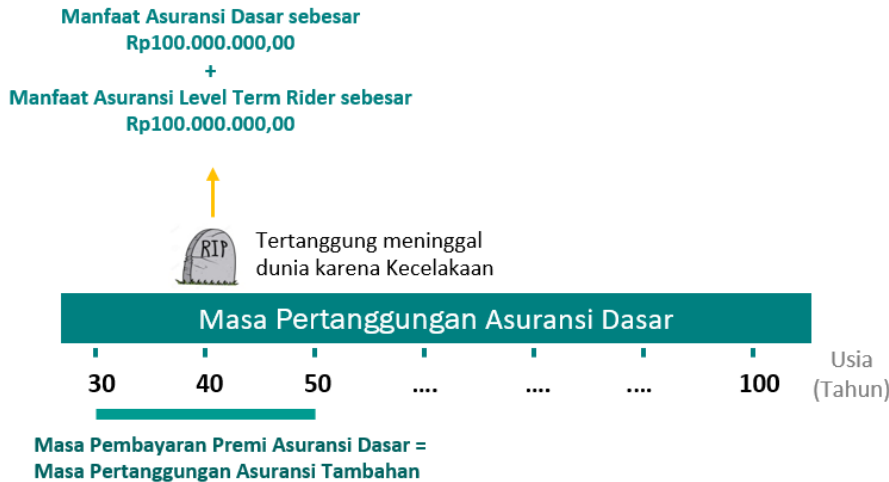 Manfaat Asuransi Dasar sebesar
Rp100.000.000,00
+
Manfaat Asuransi Level Term Rider sebesar
Rp100.000.000,00
RIP
Tertanggung meninggal
dunia karena Kecelakaan
Masa Pertanggungan Asuransi Dasar
30 40 50 .... .... .... 100
Usia
(Tahun)
Masa Pembayaran Premi Asuransi Dasar =
Masa Pertanggungan Asuransi Tambahan